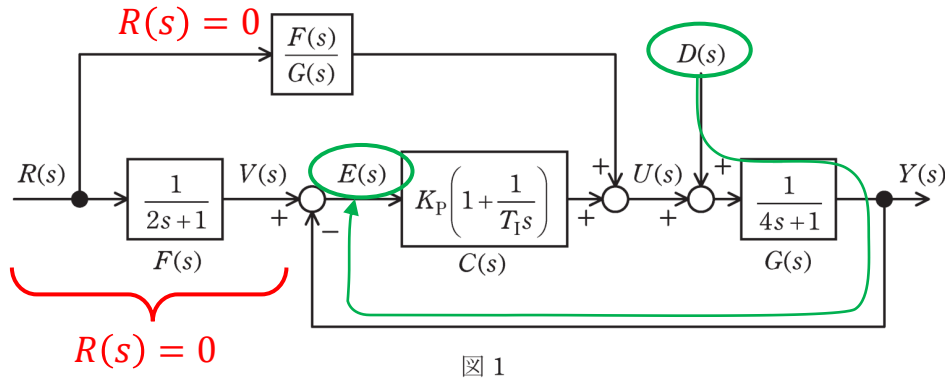 R(s) = 0
F(s)
G(s)
D(s)
+
+
R(s)
1
2s+1
F(s)
V(s)
+
−
E(s)
K_P(1+1/(T_I s))
C(s)
+
U(s)
+
1
4s+1
G(s)
Y(s)
R(s) = 0
図 1